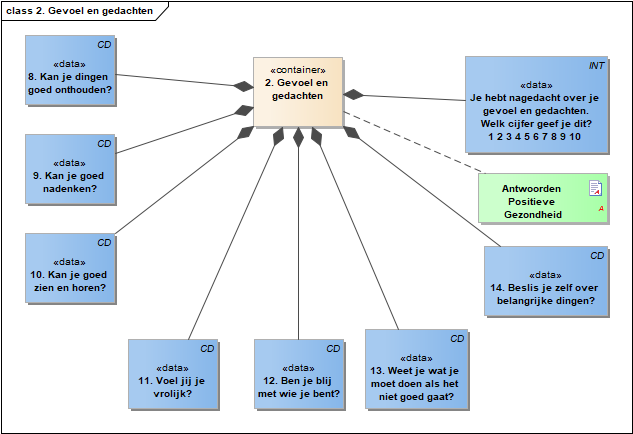 class 2. Gevoel en gedachten
CD
«data»
8. Kan je dingen
goed onthouden?
«container»
2. Gevoel en
gedachten
INT
«data»
Je hebt nagedacht over je
gevoel en gedachten.
Welk cijfer geef je dit?
1 2 3 4 5 6 7 8 9 10
CD
«data»
9. Kan je goed
nadenken?
Antwoorden
Positieve
Gezondheid
A
CD
«data»
10. Kan je goed
zien en horen?
CD
«data»
14. Beslis je zelf over
belangrijke dingen?
CD
«data»
11. Voel jij je
vrolijk?
CD
«data»
12. Ben je blij
met wie je bent?
CD
«data»
13. Weet je wat je
moet doen als het
niet goed gaat?